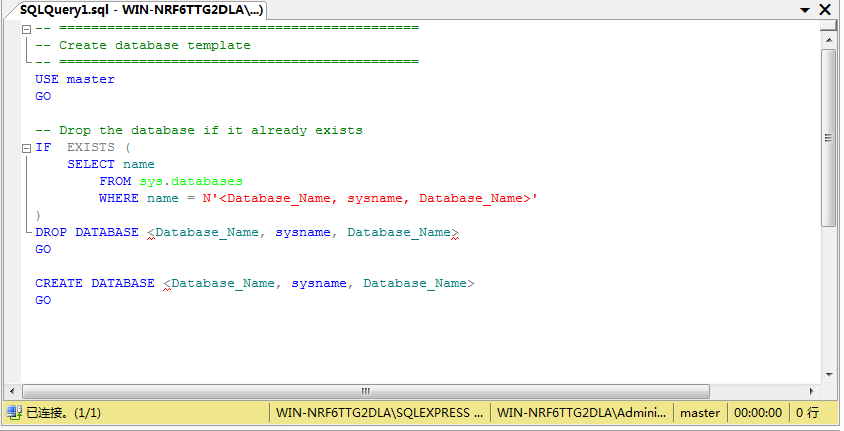 SQLQuery1.sql - WIN-NRF6TTG2DLA\...)
-- =============================================
-- Create database template
-- =============================================
USE master
GO
-- Drop the database if it already exists
IF  EXISTS (
    SELECT name
        FROM sys.databases
        WHERE name = N'<Database_Name, sysname, Database_Name>'
)
DROP DATABASE <Database_Name, sysname, Database_Name>
GO
CREATE DATABASE <Database_Name, sysname, Database_Name>
GO
已连接。(1/1) WIN-NRF6TTG2DLA\SQLEXPRESS ... WIN-NRF6TTG2DLA\Admini... master 00:00:00 0 行